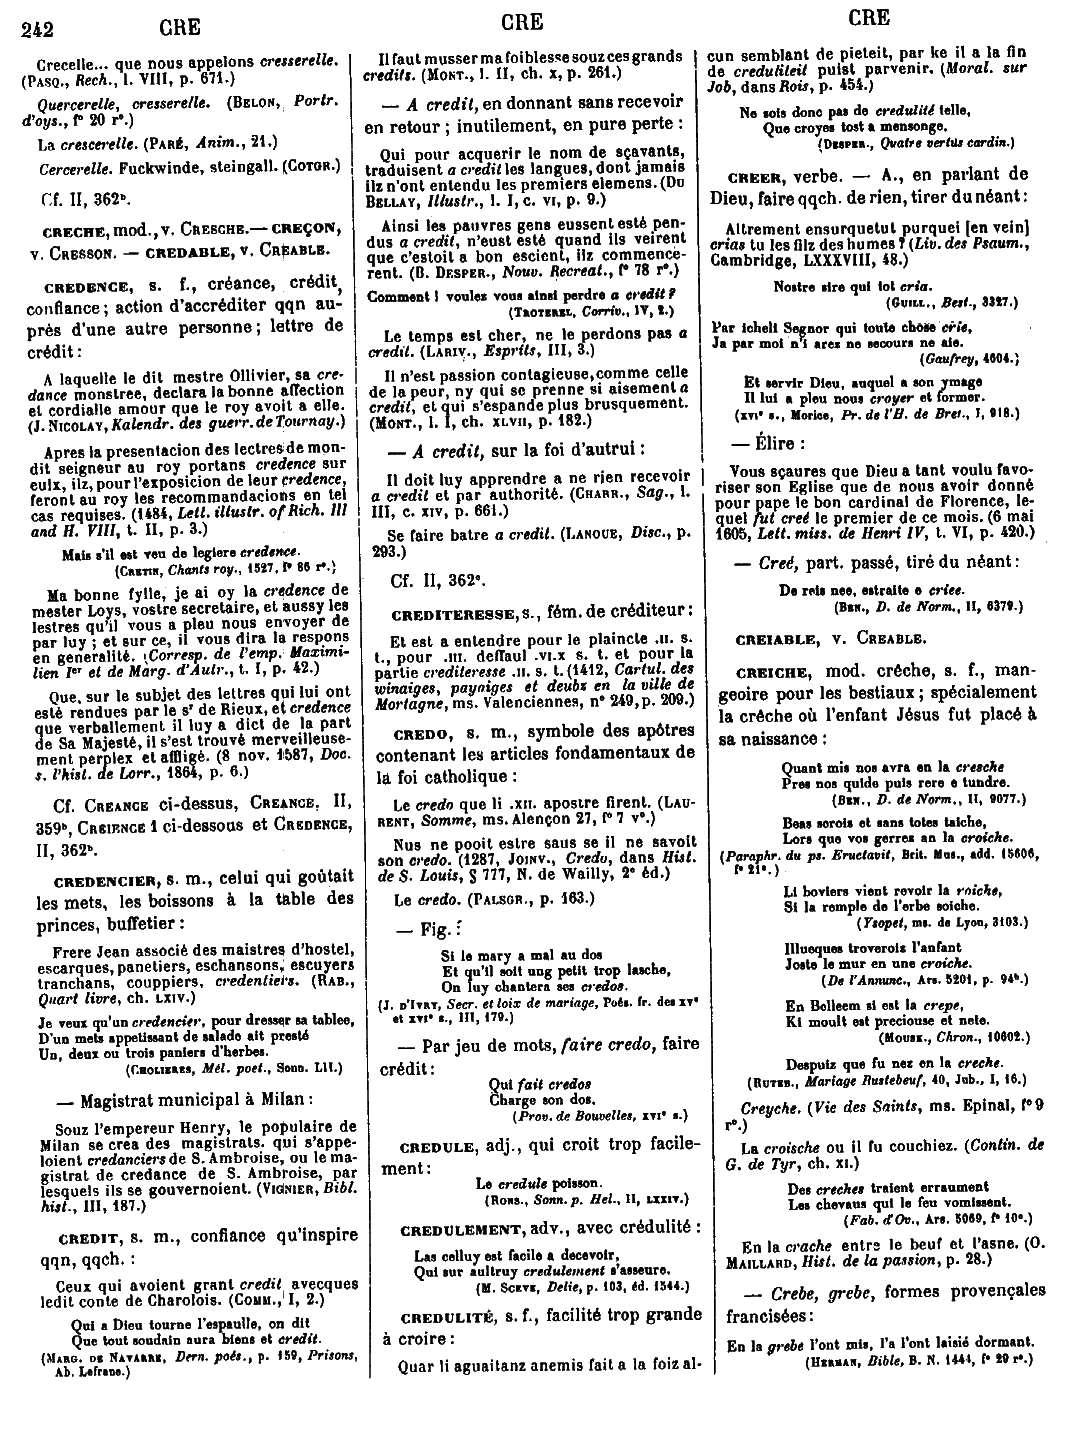 242 CRE CRE CRE
Crecelle... que nous appelons cresserelle.
(PASQ., Rech., l. VIII, p. 671.)
Quercerelle, cresserelle. (BELON, Portr.
d'oys., f° 20 r°.)
La crescerelle. (PARÉ, Anim., 21.)
Cercerelle. Fuckwinde, steingall. (COTGR.)
Cf. II, 362ᵇ.
CRECHE, mod., v. CRESCHE. — CREÇON,
v. CRESSON. — CREDABLE, v. CREABLE.
CREDENCE, s. f., créance, crédit,
confiance; action d'accréditer qqn au-
près d'une autre personne; lettre de
crédit :
A laquelle le dit mestre Ollivier, sa cre-
dance monstree, declara la bonne affection
et cordialle amour que le roy avoit a elle.
(J. NICOLAY, Kalendr. des guerr. de Tournay.)
Apres la presentacion des lectres de mon-
dit seigneur au roy portans credence sur
eulx, ilz, pour l'exposicion de leur credence,
feront au roy les recommandacions en tel
cas requises. (1484, Lett. illustr. of Rich. III
and H. VIII, t. II, p. 3.)
Mais s'il est veu de legiere credence.
(CRETIN, Chants roy., 1527, f° 86 r°.)
Ma bonne fylle, je ai oy la credence de
mester Loys, vostre secretaire, et aussy les
lestres qu'il vous a pleu nous envoyer de
par luy ; et sur ce, il vous dira la respons
en generalité. (Corresp. de l'emp. Maximi-
lien Iᵉʳ et de Marg. d'Autr., t. I, p. 42.)
Que, sur le subjet des lettres qui lui ont
esté rendues par le sʳ de Rieux, et credence
que verballement il luy a dict de la part
de Sa Majesté, il s'est trouvé merveilleuse-
ment perplex et affligé. (8 nov. 1587, Doc.
s. l'hist. de Lorr., 1864, p. 6.)
Cf. CREANCE ci-dessus, CREANCE, II,
359ᵇ, CREIENCE 1 ci-dessous et CREDENCE,
II, 362ᵇ.
CREDENCIER, s. m., celui qui goûtait
les mets, les boissons à la table des
princes, buffetier :
Frere Jean associé des maistres d'hostel,
escarques, panetiers, eschansons, escuyers
tranchans, couppiers, credentiers. (RAB.,
Quart livre, ch. LXIV.)
Je veux qu'un credencier, pour dresser sa tablee,
D'un mets appetissant de salade ait presté
Un, deux ou trois paniers d'herbes.
(CHOLIERES, Mél. poet., Sonn. LII.)
— Magistrat municipal à Milan :
Souz l'empereur Henry, le populaire de
Milan se crea des magistrats. qui s'appe-
loient credanciers de S. Ambroise, ou le ma-
gistrat de credance de S. Ambroise, par
lesquels ils se gouvernoient. (VIGNIER, Bibl.
hist., III, 187.)
CREDIT, s. m., confiance qu'inspire
qqn, qqch. :
Ceux qui avoient grant credit avecques
ledit conte de Charolois. (COMM., I, 2.)
Qui a Dieu tourne l'espaulle, on dit
Que tout soudain aura biens et credit.
(MARG. DE NAVARRE, Dern. poés., p. 159, Prisons,
Ab. Lefranc.)
Il faut musser ma foiblesse souz ces grands
credits. (MONT., l. II, ch. X, p. 261.)
— A credit, en donnant sans recevoir
en retour ; inutilement, en pure perte :
Qui pour acquerir le nom de sçavants,
traduisent a credit les langues, dont jamais
ilz n'ont entendu les premiers elemens. (DU
BELLAY, Illustr., l. I, c. VI, p. 9.)
Ainsi les pauvres gens eussent esté pen-
dus a credit, n'eust esté quand ils veirent
que c'estoit a bon escient, ilz commence-
rent. (B. DESPER., Nouv. Recreat., f° 78 r°.)
Comment ! voulez vous ainsi perdre a credit ?
(TROTEREL, Corriv., IV, 2.)
Le temps est cher, ne le perdons pas a
credit. (LARIV., Esprits, III, 3.)
Il n'est passion contagieuse, comme celle
de la peur, ny qui se prenne si aisement a
credit, et qui s'espande plus brusquement.
(MONT., l. I, ch. XLVII, p. 182.)
— A credit, sur la foi d'autrui :
Il doit luy apprendre a ne rien recevoir
a credit et par authorité. (CHARR., Sag., l.
III, c. XIV, p. 661.)
Se faire batre a credit. (LANOUE, Disc., p.
293.)
Cf. II, 362ᵉ.
CREDITERESSE, s., fém. de créditeur :
Et est a entendre pour le plaincte .II. s.
t., pour .III. deffaul .VI.X s. t. et pour la
partie crediteresse .II. s. t. (1412, Cartul. des
winaiges, payniges et deubz en la ville de
Mortagne, ms. Valenciennes, n° 249, p. 209.)
CREDO, s. m., symbole des apôtres
contenant les articles fondamentaux de
la foi catholique :
Le credo que li .XII. apostre firent. (LAU-
RENT, Somme, ms. Alençon 27, f° 7 v°.)
Nus ne pooit estre saus se il ne savoit
son credo. (1287, JOINV., Credo, dans Hist.
de S. Louis, § 777, N. de Wailly, 2ᵉ éd.)
Le credo. (PALSGR., p. 163.)
— Fig. :
Si le mary a mal au dos
Et qu'il soit ung petit trop lasche,
On luy chantera ses credos.
(J. D'IVRY, Secr. et loix de mariage, Poés. fr. des XVᵉ
et XVIᵉ s., III, 179.)
— Par jeu de mots, faire credo, faire
crédit :
Qui fait credos
Charge son dos.
(Prov. de Bouvelles, XVIᵉ s.)
CREDULE, adj., qui croit trop facile-
ment :
Le credule poisson.
(RONS., Sonn. p. Hel., II, LXXIV.)
CREDULEMENT, adv., avec crédulité :
Las celluy est facile a decevoir,
Qui sur aultruy credulement s'asseure.
(M. SCEVE, Delie, p. 103, éd. 1544.)
CREDULITÉ, s. f., facilité trop grande
à croire :
Quar li aguaitanz anemis fait a la foiz al-
cun semblant de pieteit, par ke il a la fin
de creduliteit puist parvenir. (Moral. sur
Job, dans Rois, p. 454.)
Ne sois donc pas de credulité telle,
Que croyes tost a mensonge.
(DESPER., Quatre vertus cardin.)
CREER, verbe. — A., en parlant de
Dieu, faire qqch. de rien, tirer du néant :
Altrement ensurquetut purquei [en vein]
crias tu les filz des humes ? (Liv. des Psaum.,
Cambridge, LXXXVIII, 48.)
Nostre sire qui tot cria.
(GUILL., Best., 3327.)
Par icheli Segnor qui toute chose crie,
Ja par moi n'i arez ne secours ne aie.
(Gaufrey, 4604.)
Et servir Dieu, auquel a son ymage
Il lui a pleu nous croyer et former.
(XVIᵉ s., Morice, Pr. de l'H. de Bret., I, 918.)
— Élire :
Vous sçaures que Dieu a tant voulu favo-
riser son Eglise que de nous avoir donné
pour pape le bon cardinal de Florence, le-
quel fut creé le premier de ce mois. (6 mai
1605, Lett. miss. de Henri IV, t. VI, p. 420.)
— Creé, part. passé, tiré du néant :
De reis nee, estraite e criee.
(BEN., D. de Norm., II, 6379.)
CREIABLE, v. CREABLE.
CREICHE, mod. crêche, s. f., man-
geoire pour les bestiaux ; spécialement
la crêche où l'enfant Jésus fut placé à
sa naissance :
Quant mis nos avra en la cresche
Pres nos quide puis rere e tundre.
(BEN., D. de Norm., II, 9077.)
Beas serois et sans totes taiche,
Lors que vos gerrez an la croiche.
(Paraphr. du ps. Eructavit, Brit. Mus., add. 15606,
f° 21ᵉ.)
Li boviers vient revoir la roiche,
Si la remple de l'erbe soiche.
(Ysopet, ms. de Lyon, 3103.)
Illueques troverois l'anfant
Joste le mur en une croiche.
(De l'Annunc., Ars. 5201, p. 94ᵇ.)
En Belleem si est la crepe,
Ki moult est preciouse et nete.
(MOUSK., Chron., 10602.)
Despuiz que fu nez en la creche.
(RUTEB., Mariage Rustebeuf, 40, Jub., I, 16.)
Creyche. (Vie des Saints, ms. Epinal, f° 9
r°.)
La croische ou il fu couchiez. (Contin. de
G. de Tyr, ch. XI.)
Des creches traient erraument
Les chevaus qui le feu vomissent.
(Fab. d'Ov., Ars. 5069, f° 10ᵉ.)
En la crache entre le beuf et l'asne. (O.
MAILLARD, Hist. de la passion, p. 28.)
— Crebe, grebe, formes provençales
francisées :
En la grebe l'ont mis, l'a l'ont laisié dormant.
(HERMAN, Bible, B. N. 1444, f° 29 r°.)